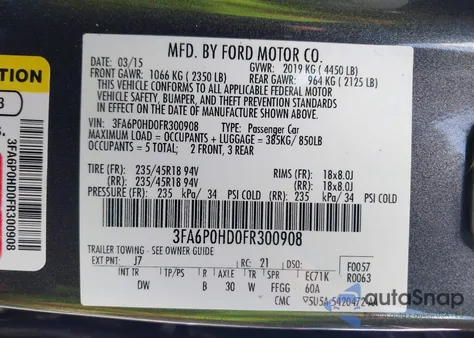 MFD. BY FORD MOTOR CO.
DATE: 03/15 GVWR: 2019 KG (4450 LB)
FRONT GAWR: 1066 KG (2350 LB) REAR GAWR: 964 KG (2125 LB)
THIS VEHICLE CONFORMS TO ALL APPLICABLE FEDERAL MOTOR
VEHICLE SAFETY, BUMPER, AND THEFT PREVENTION STANDARDS
IN EFFECT ON THE DATE OF MANUFACTURE SHOWN ABOVE.
VIN: 3FA6P0HD0FR300908
TYPE: Passenger Car
MAXIMUM LOAD = OCCUPANTS + LUGGAGE = 385KG/850LB
OCCUPANTS = 5 TOTAL: 2 FRONT, 3 REAR
TIRE (FR): 235/45R18 94V RIMS (FR): 18x8.0J
TIRE (RR): 235/45R18 94V (RR): 18x8.0J
PRESSURE (FR): 235 kPa/ 34 PSI COLD (RR): 235 kPa/ 34 PSI COLD
3FA6P0HD0FR300908
TRAILER TOWING - SEE OWNER GUIDE
EXT PNT: J7 RC: 21 DSO: F0057
INT TR TP/PS R AXLE TR SPR EC71K R0063
DW B 30 W FFGG 60A
CMC
TION
3
S.
3FA6P0HD0FR300908
autoSnap